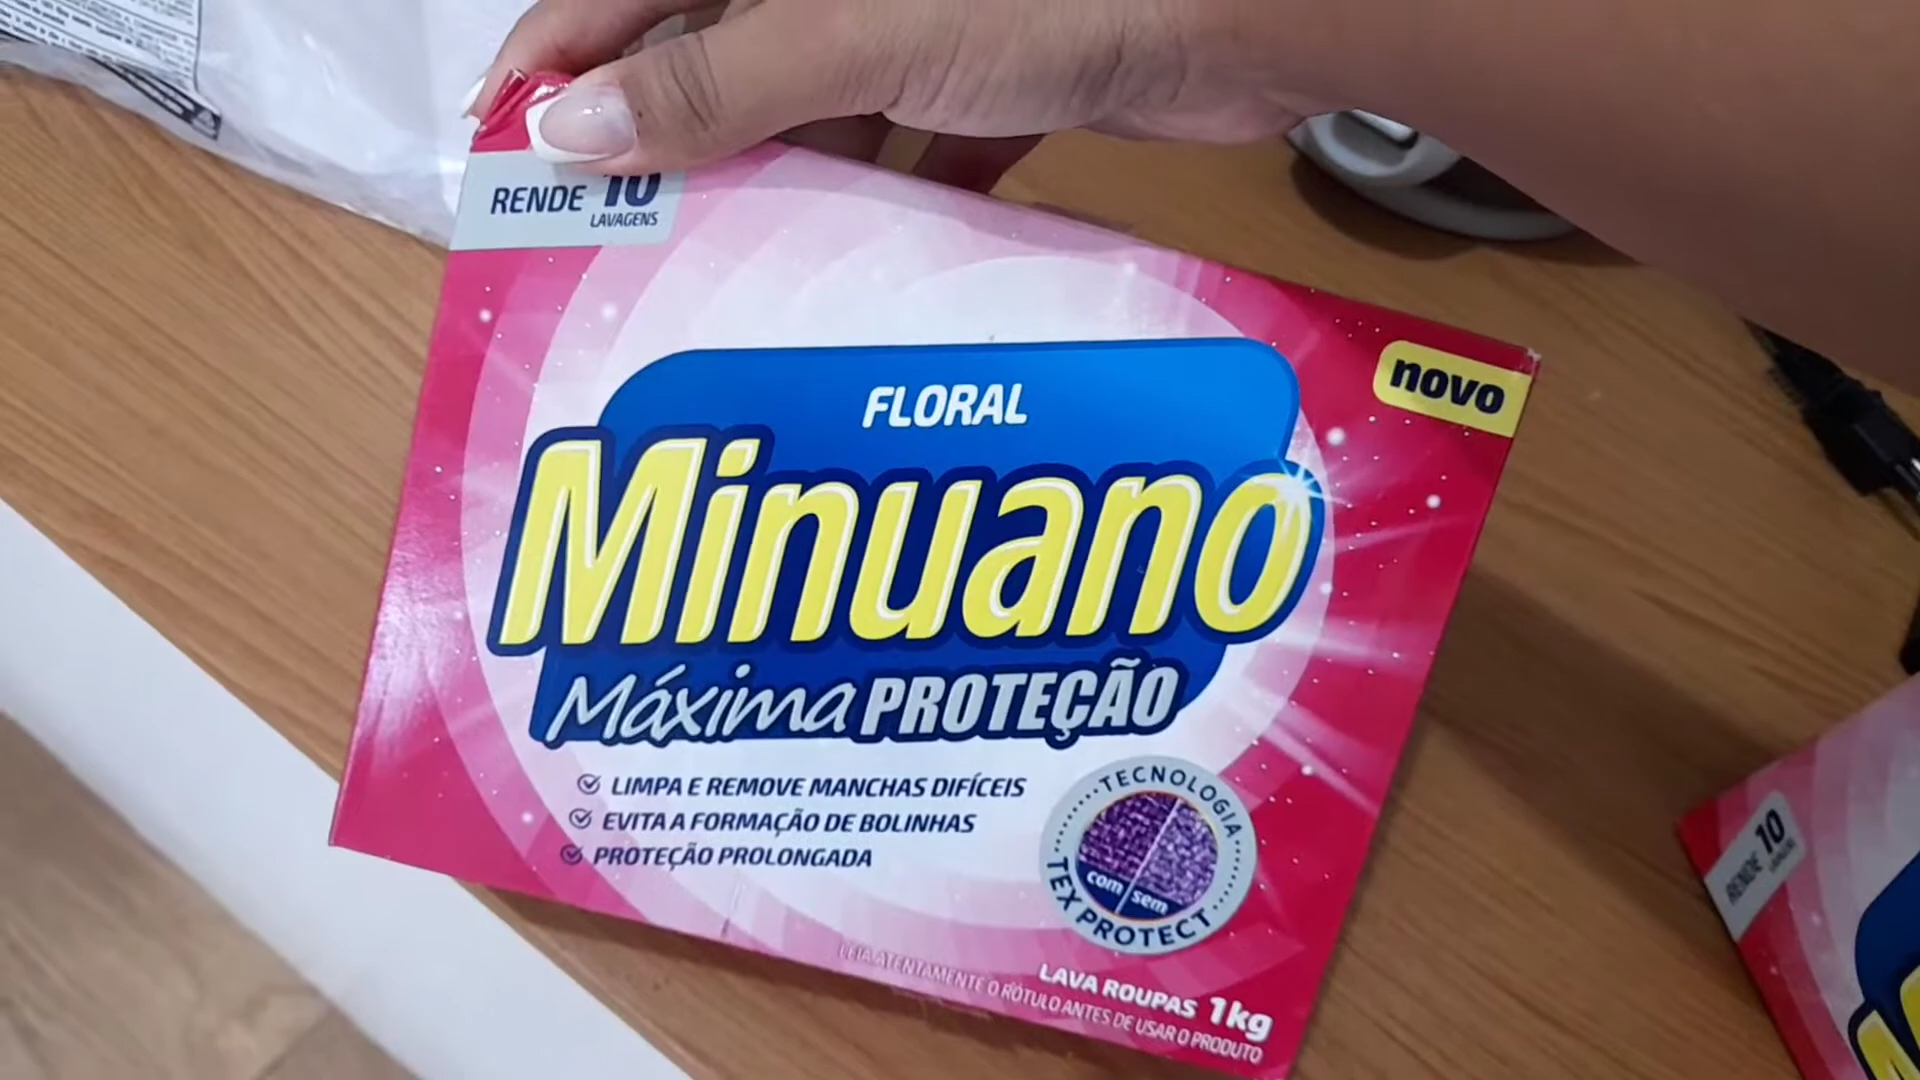 RENDE 10
LAVAGENS
novo
FLORAL
Minuano
Máxima PROTEÇÃO
LIMPA E REMOVE MANCHAS DIFÍCEIS
EVITA A FORMAÇÃO DE BOLINHAS
PROTEÇÃO PROLONGADA
TECNOLOGIA
com sem
TEX PROTECT
LAVA ROUPAS 1kg
LEIA ATENTAMENTE O RÓTULO ANTES DE USAR O PRODUTO
RENDE 10
LAVAGENS